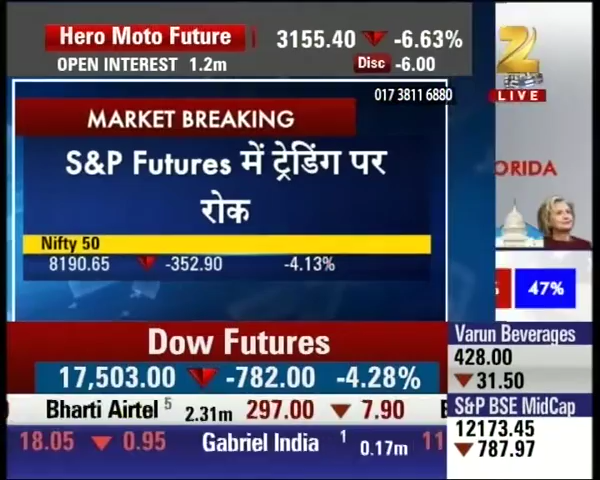 Hero Moto Future 3155.40 -6.63%
OPEN INTEREST 1.2m Disc -6.00
017 3811 6880
LIVE
MARKET BREAKING
S&P Futures में ट्रेडिंग पर
रोक
ORIDA
Nifty 50
8190.65 -352.90 -4.13%
% 47%
Dow Futures
17,503.00 -782.00 -4.28%
Varun Beverages
428.00
31.50
Bharti Airtel 5 2.31m 297.00 7.90
S&P BSE MidCap
12173.45
787.97
18.05 0.95 Gabriel India 1 0.17m 11